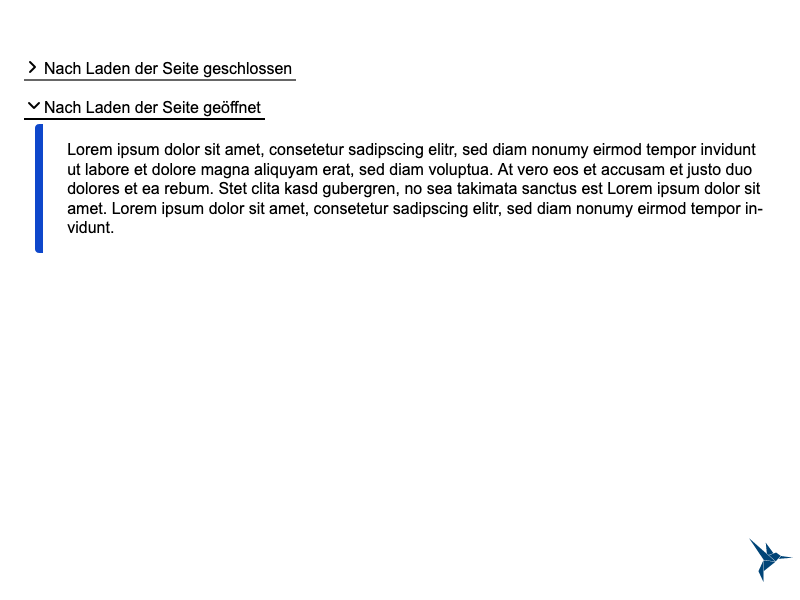 Nach Laden der Seite geschlossen
Nach Laden der Seite geöffnet
Lorem ipsum dolor sit amet, consetetur sadipscing elitr, sed diam nonumy eirmod tempor invidunt
ut labore et dolore magna aliquyam erat, sed diam voluptua. At vero eos et accusam et justo duo
dolores et ea rebum. Stet clita kasd gubergren, no sea takimata sanctus est Lorem ipsum dolor sit
amet. Lorem ipsum dolor sit amet, consetetur sadipscing elitr, sed diam nonumy eirmod tempor in-
vidunt.